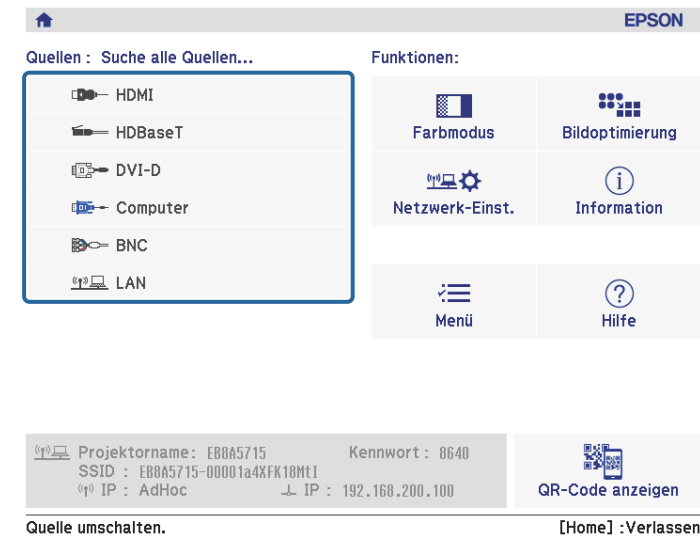 EPSON
Quellen : Suche alle Quellen...
HDMI
HDBaseT
DVI-D
Computer
BNC
LAN
Funktionen:
Farbmodus
Bildoptimierung
Netzwerk-Einst.
Information
Menü
Hilfe
Projektorname: EB8A5715 Kennwort : 8640
SSID : EB8A5715-00001a4XFK18MtI
IP : AdHoc IP : 192.168.200.100
QR-Code anzeigen
Quelle umschalten. [Home] :Verlassen